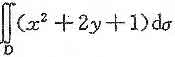 ∬_D (x² + 2y + 1)dσ